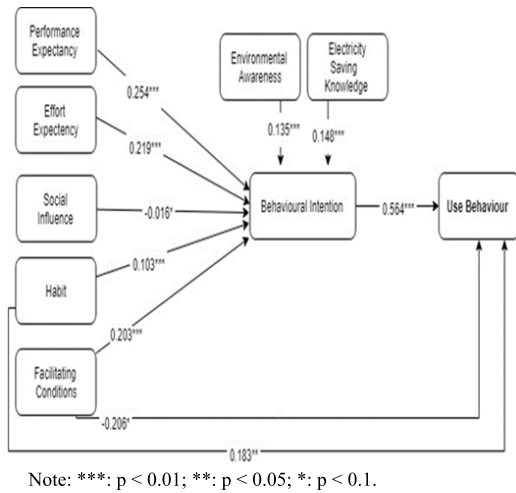 Performance
Expectancy
Environmental
Awareness
Electricity
Saving
Knowledge
0.254***
Effort
Expectency
0.135***
0.148***
0.219***
Social
Influence
-0.016*
Behavioural Intention
0.564***
Use Behaviour
Habit
0.103***
0.203***
Facilitating
Conditions
-0.206*
0.183**
Note: ***: p < 0.01; **: p < 0.05; *: p < 0.1.